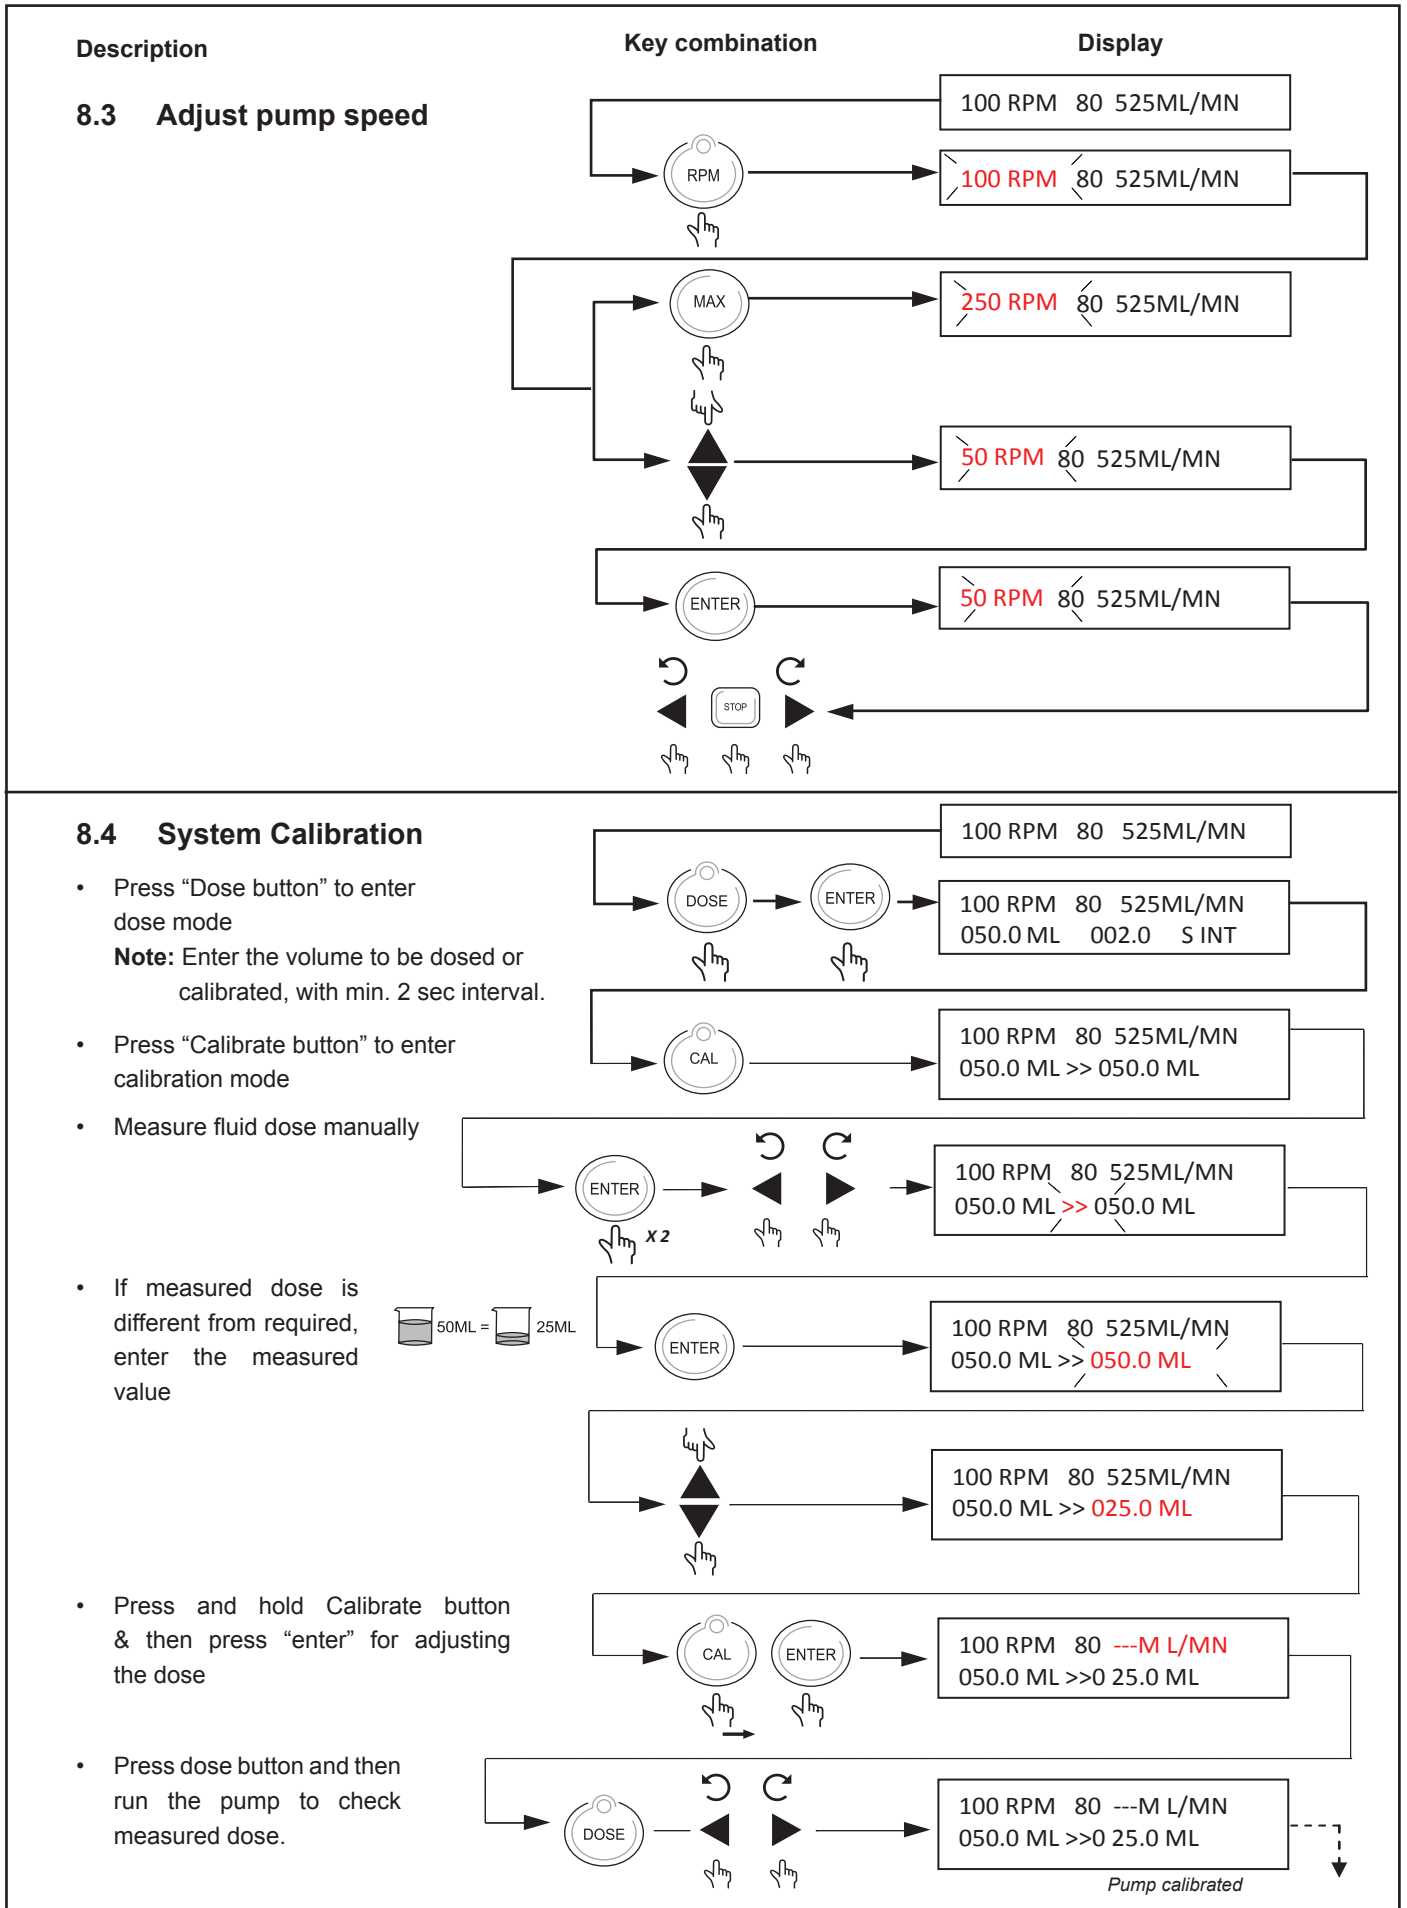 Description Key combination Display
8.3 Adjust pump speed
100 RPM 80 525ML/MN
RPM
100 RPM 80 525ML/MN
MAX
250 RPM 80 525ML/MN
50 RPM 80 525ML/MN
ENTER
50 RPM 80 525ML/MN
STOP
8.4 System Calibration
100 RPM 80 525ML/MN
• Press “Dose button” to enter
dose mode
Note: Enter the volume to be dosed or
calibrated, with min. 2 sec interval.
DOSE
ENTER
100 RPM 80 525ML/MN
050.0 ML 002.0 S INT
• Press “Calibrate button” to enter
calibration mode
CAL
100 RPM 80 525ML/MN
050.0 ML >> 050.0 ML
• Measure fluid dose manually
ENTER
X 2
100 RPM 80 525ML/MN
050.0 ML >> 050.0 ML
• If measured dose is
different from required,
enter the measured
value
50ML = 25ML
ENTER
100 RPM 80 525ML/MN
050.0 ML >> 050.0 ML
100 RPM 80 525ML/MN
050.0 ML >> 025.0 ML
• Press and hold Calibrate button
& then press “enter” for adjusting
the dose
CAL
ENTER
100 RPM 80 ---M L/MN
050.0 ML >>0 25.0 ML
• Press dose button and then
run the pump to check
measured dose.
DOSE
100 RPM 80 ---M L/MN
050.0 ML >>0 25.0 ML
Pump calibrated